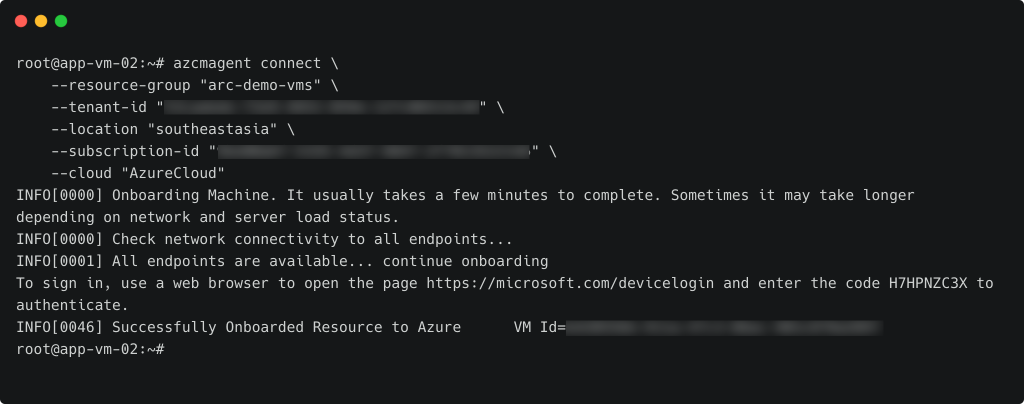 root@app-vm-02:~# azcmagent connect \
    --resource-group "arc-demo-vms" \
    --tenant-id "" \
    --location "southeastasia" \
    --subscription-id "" \
    --cloud "AzureCloud"
INFO[0000] Onboarding Machine. It usually takes a few minutes to complete. Sometimes it may take longer
depending on network and server load status.
INFO[0000] Check network connectivity to all endpoints...
INFO[0001] All endpoints are available... continue onboarding
To sign in, use a web browser to open the page https://microsoft.com/devicelogin and enter the code H7HPNZC3X to
authenticate.
INFO[0046] Successfully Onboarded Resource to Azure      VM Id=
root@app-vm-02:~#